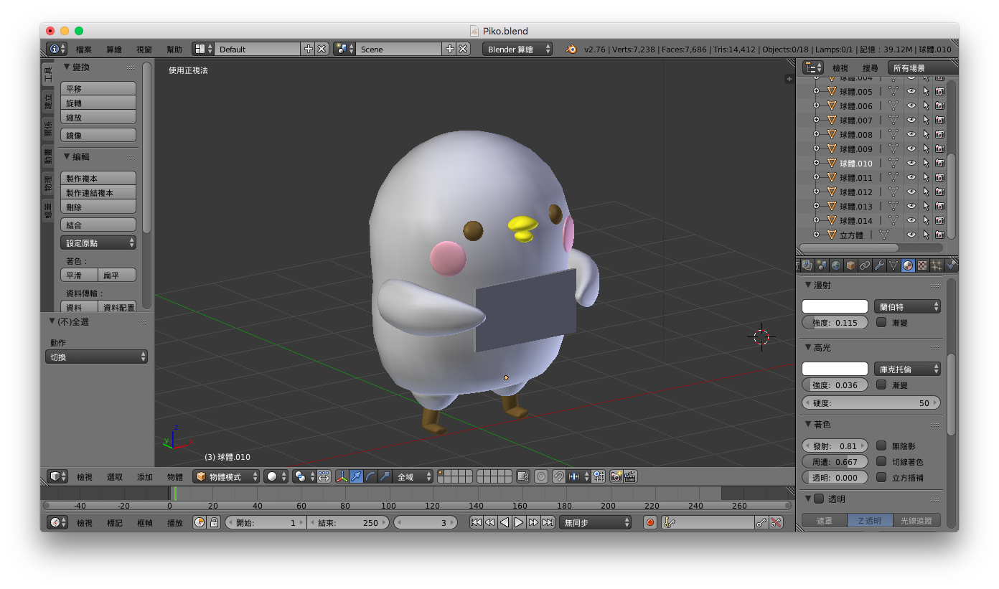 Piko.blend
檔案 算繪 視窗 幫助 Default Scene Blender 算繪 v2.76 | Verts:7,238 | Faces:7,686 | Tris:14,412 | Objects:0/18 | Lamps:0/1 | 記憶：39.12M | 球體.010
工具
建立
關係
動畫
物理
蠟筆
變換
平移
旋轉
縮放
鏡像
編輯
製作複本
製作連結複本
刪除
結合
設定原點
著色：
平滑 扁平
資料傳輸：
資料 資料配置
(不)全選
動作
切換
使用正視法
z
y
x
(3) 球體.010
檢視 選取 添加 物體 物體模式 全域
-40 -20 0 20 40 60 80 100 120 140 160 180 200 220 240 260
檢視 標記 框幀 播放 開始: 1 結束: 250 3 無同步
檢視 搜尋 所有場景
球體.004
球體.005
球體.006
球體.007
球體.008
球體.009
球體.010
球體.011
球體.012
球體.013
球體.014
立方體
漫射
蘭伯特
強度: 0.115 漸變
高光
庫克托倫
強度: 0.036 漸變
硬度: 50
著色
發射: 0.81 無陰影
周遭: 0.667 切線著色
透明: 0.000 立方插補
透明
遮罩 Z 透明 光線追蹤